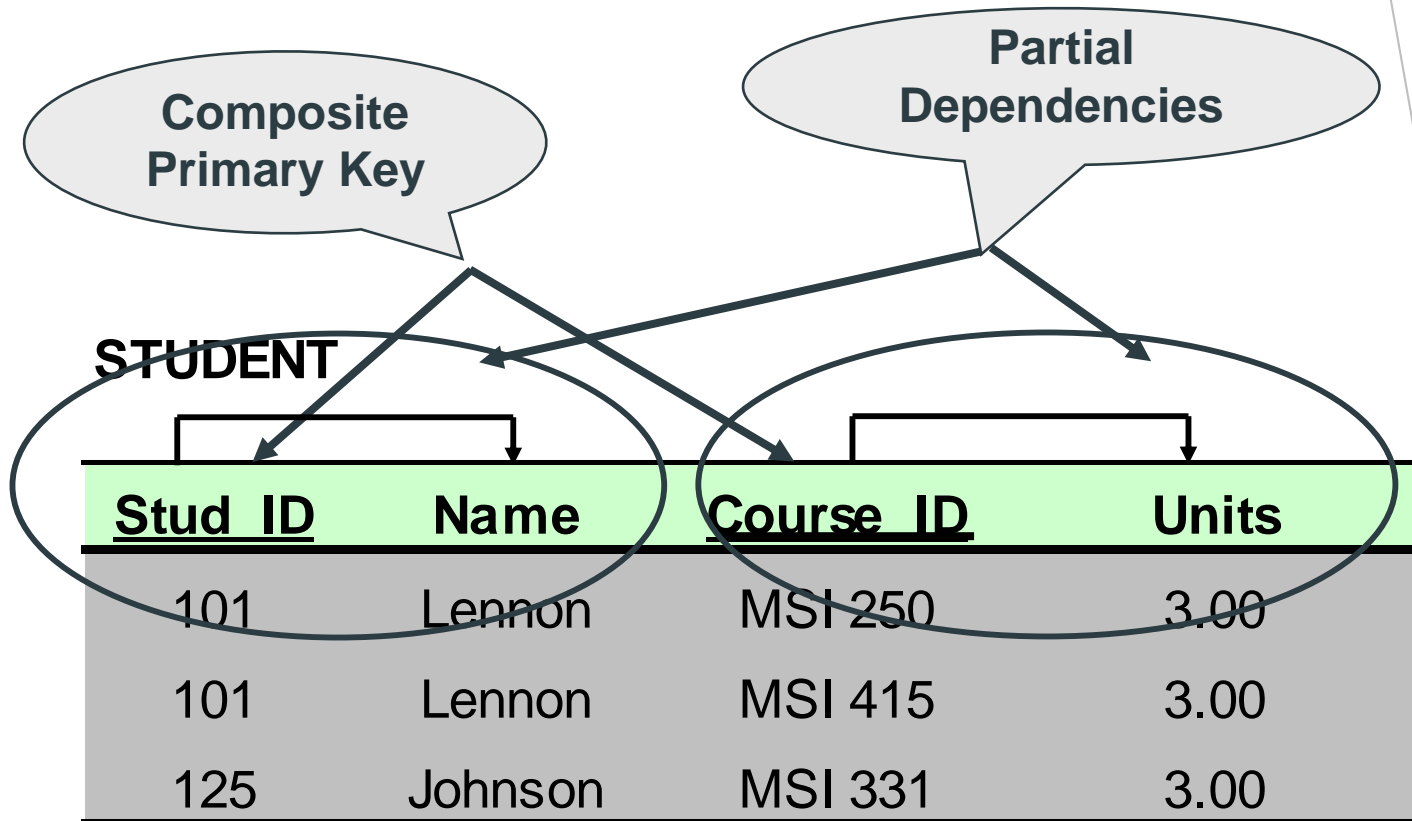 Composite
Primary Key
Partial
Dependencies
STUDENT
Stud_ID Name Course_ID Units
101 Lennon MSI 250 3.00
101 Lennon MSI 415 3.00
125 Johnson MSI 331 3.00